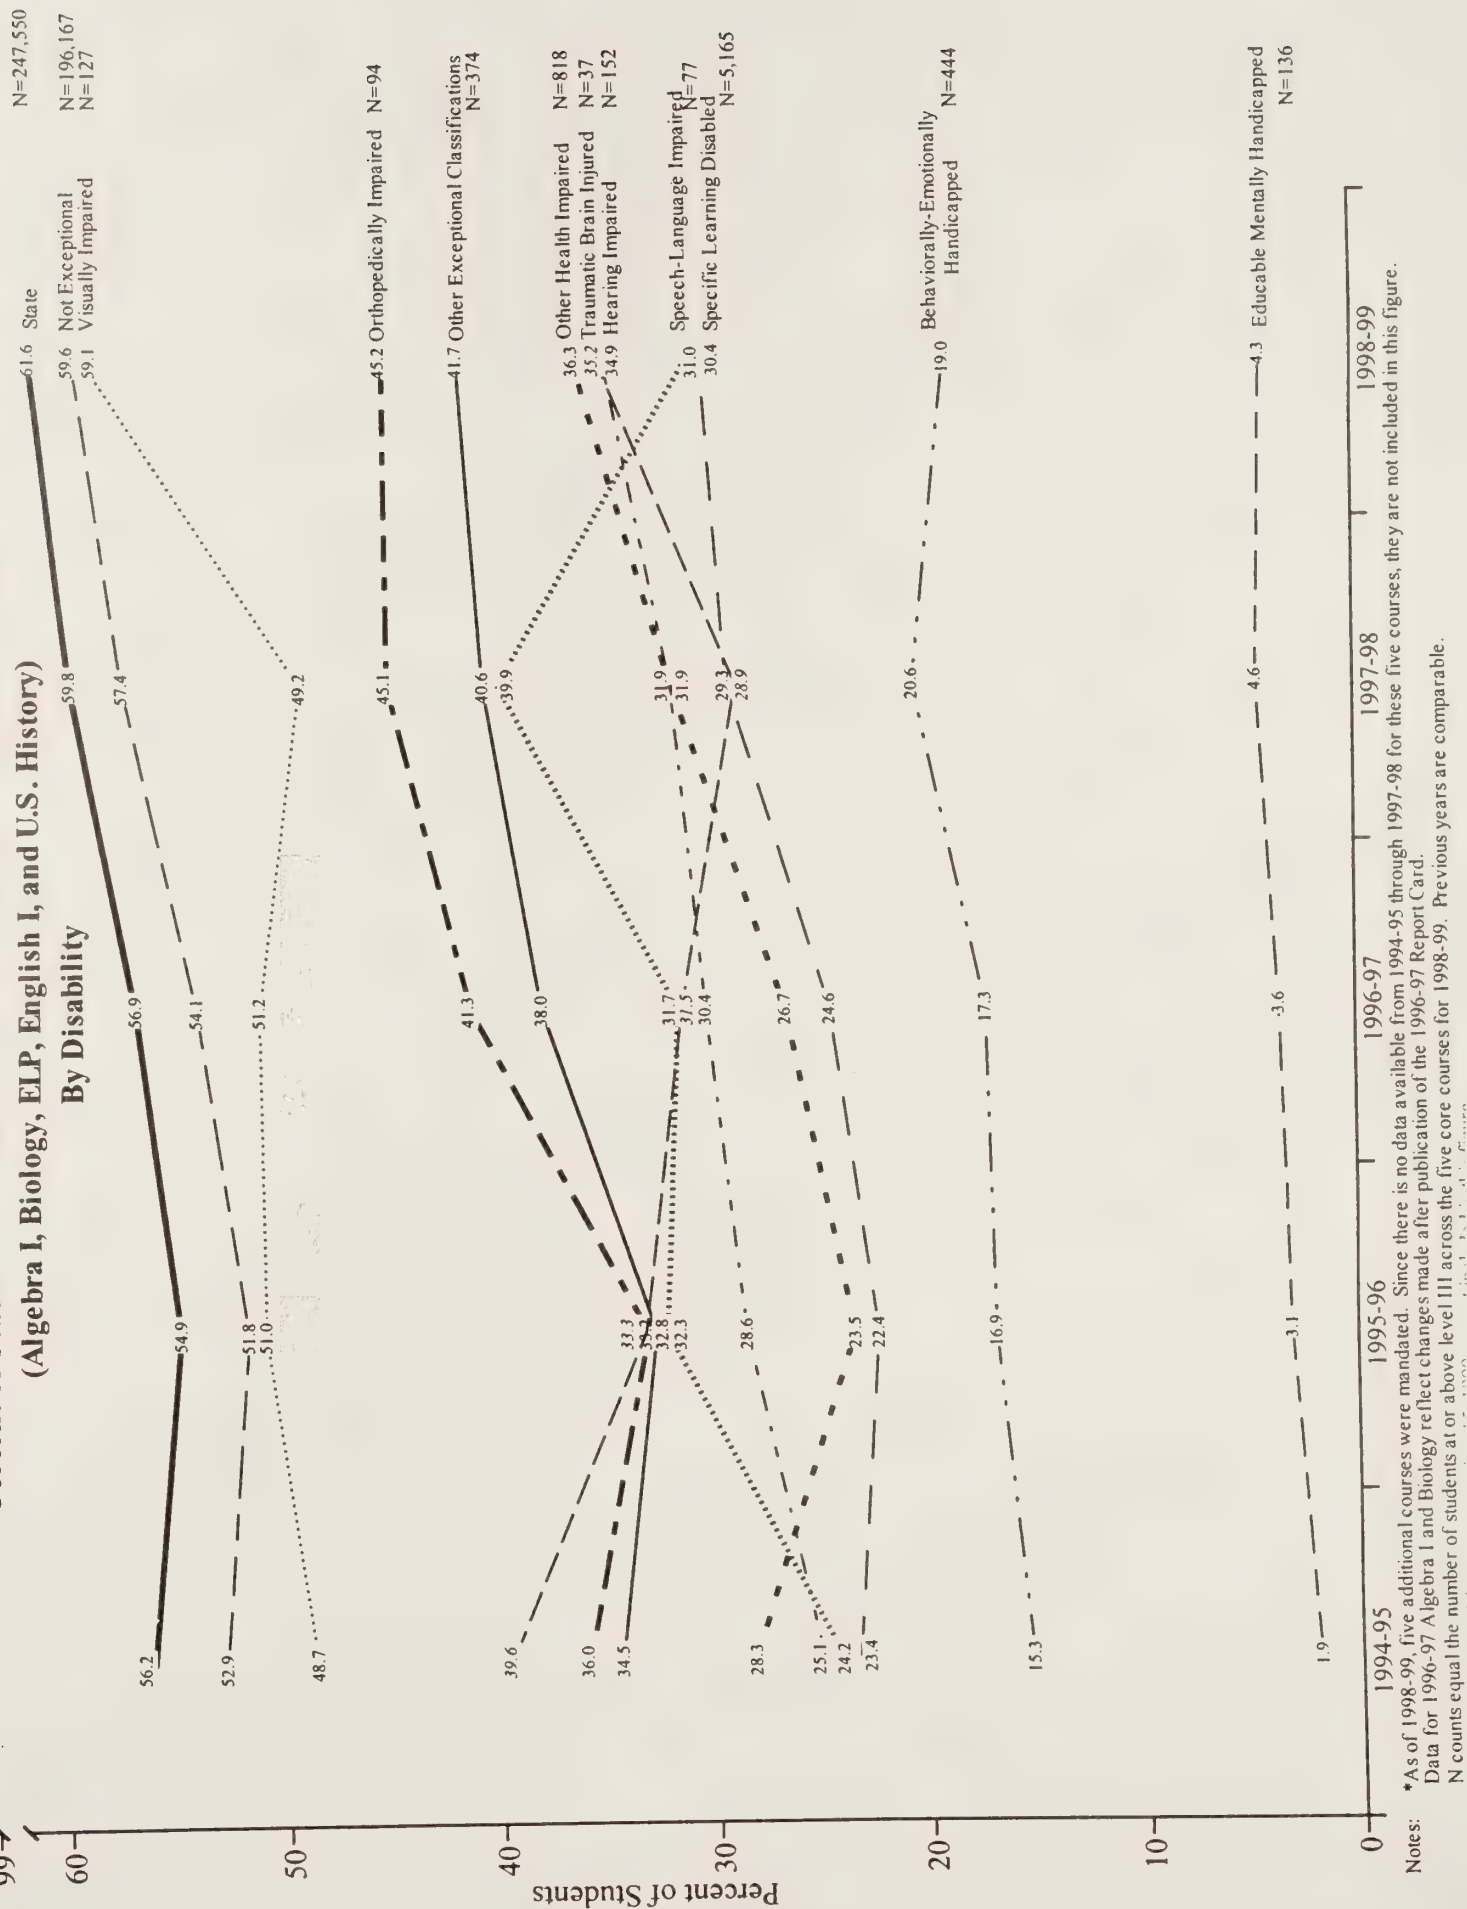 (Algebra I, Biology, ELP, English I, and U.S. History)
By Disability
99
60
50
40
30
20
10
0
Percent of Students
56.2
52.9
48.7
39.6
36.0
34.5
28.3
25.1
24.2
23.4
15.3
1.9
54.9
51.8
51.0
33.3
32.8
32.3
28.6
23.5
22.4
16.9
3.1
56.9
54.1
51.2
41.3
38.0
31.7
37.5
30.4
26.7
24.6
17.3
3.6
59.8
57.4
49.2
45.1
40.6
39.9
31.9
31.9
29.3
28.9
20.6
4.6
61.6 State N=247,550
59.6 Not Exceptional N=196,167
59.1 Visually Impaired N=127
45.2 Orthopedically Impaired N=94
41.7 Other Exceptional Classifications
N=374
36.3 Other Health Impaired N=818
35.2 Traumatic Brain Injured N=37
34.9 Hearing Impaired N=152
31.0 Speech-Language Impaired N=77
30.4 Specific Learning Disabled
N=5,165
19.0 Behaviorally-Emotionally
Handicapped N=444
4.3 Educable Mentally Handicapped
N=136
1994-95 1995-96 1996-97 1997-98 1998-99
Notes: *As of 1998-99, five additional courses were mandated. Since there is no data available from 1994-95 through 1997-98 for these five courses, they are not included in this figure.
Data for 1996-97 Algebra I and Biology reflect changes made after publication of the 1996-97 Report Card.
N counts equal the number of students at or above level III across the five core courses for 1998-99. Previous years are comparable.